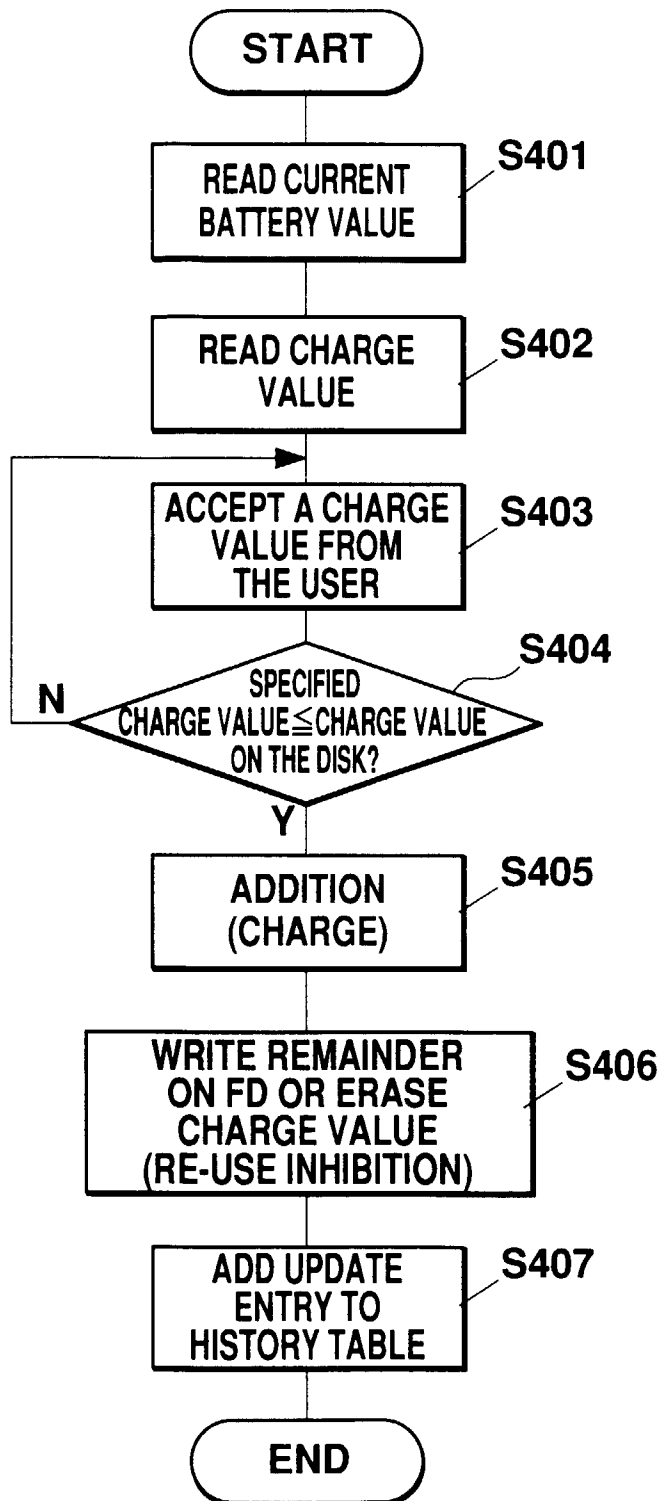 START
S401
READ CURRENT
BATTERY VALUE
S402
READ CHARGE
VALUE
S403
ACCEPT A CHARGE
VALUE FROM
THE USER
S404
N
SPECIFIED
CHARGE VALUE≦CHARGE VALUE
ON THE DISK?
Y
S405
ADDITION
(CHARGE)
S406
WRITE REMAINDER
ON FD OR ERASE
CHARGE VALUE
(RE-USE INHIBITION)
S407
ADD UPDATE
ENTRY TO
HISTORY TABLE
END